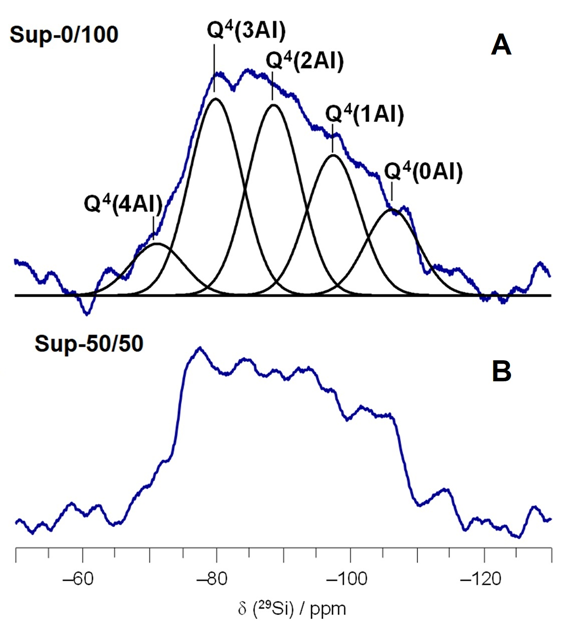 Sup-0/100
A
Q⁴(3Al)
Q⁴(2Al)
Q⁴(1Al)
Q⁴(0Al)
Q⁴(4Al)
Sup-50/50
B
–60 –80 –100 –120
δ (²⁹Si) / ppm